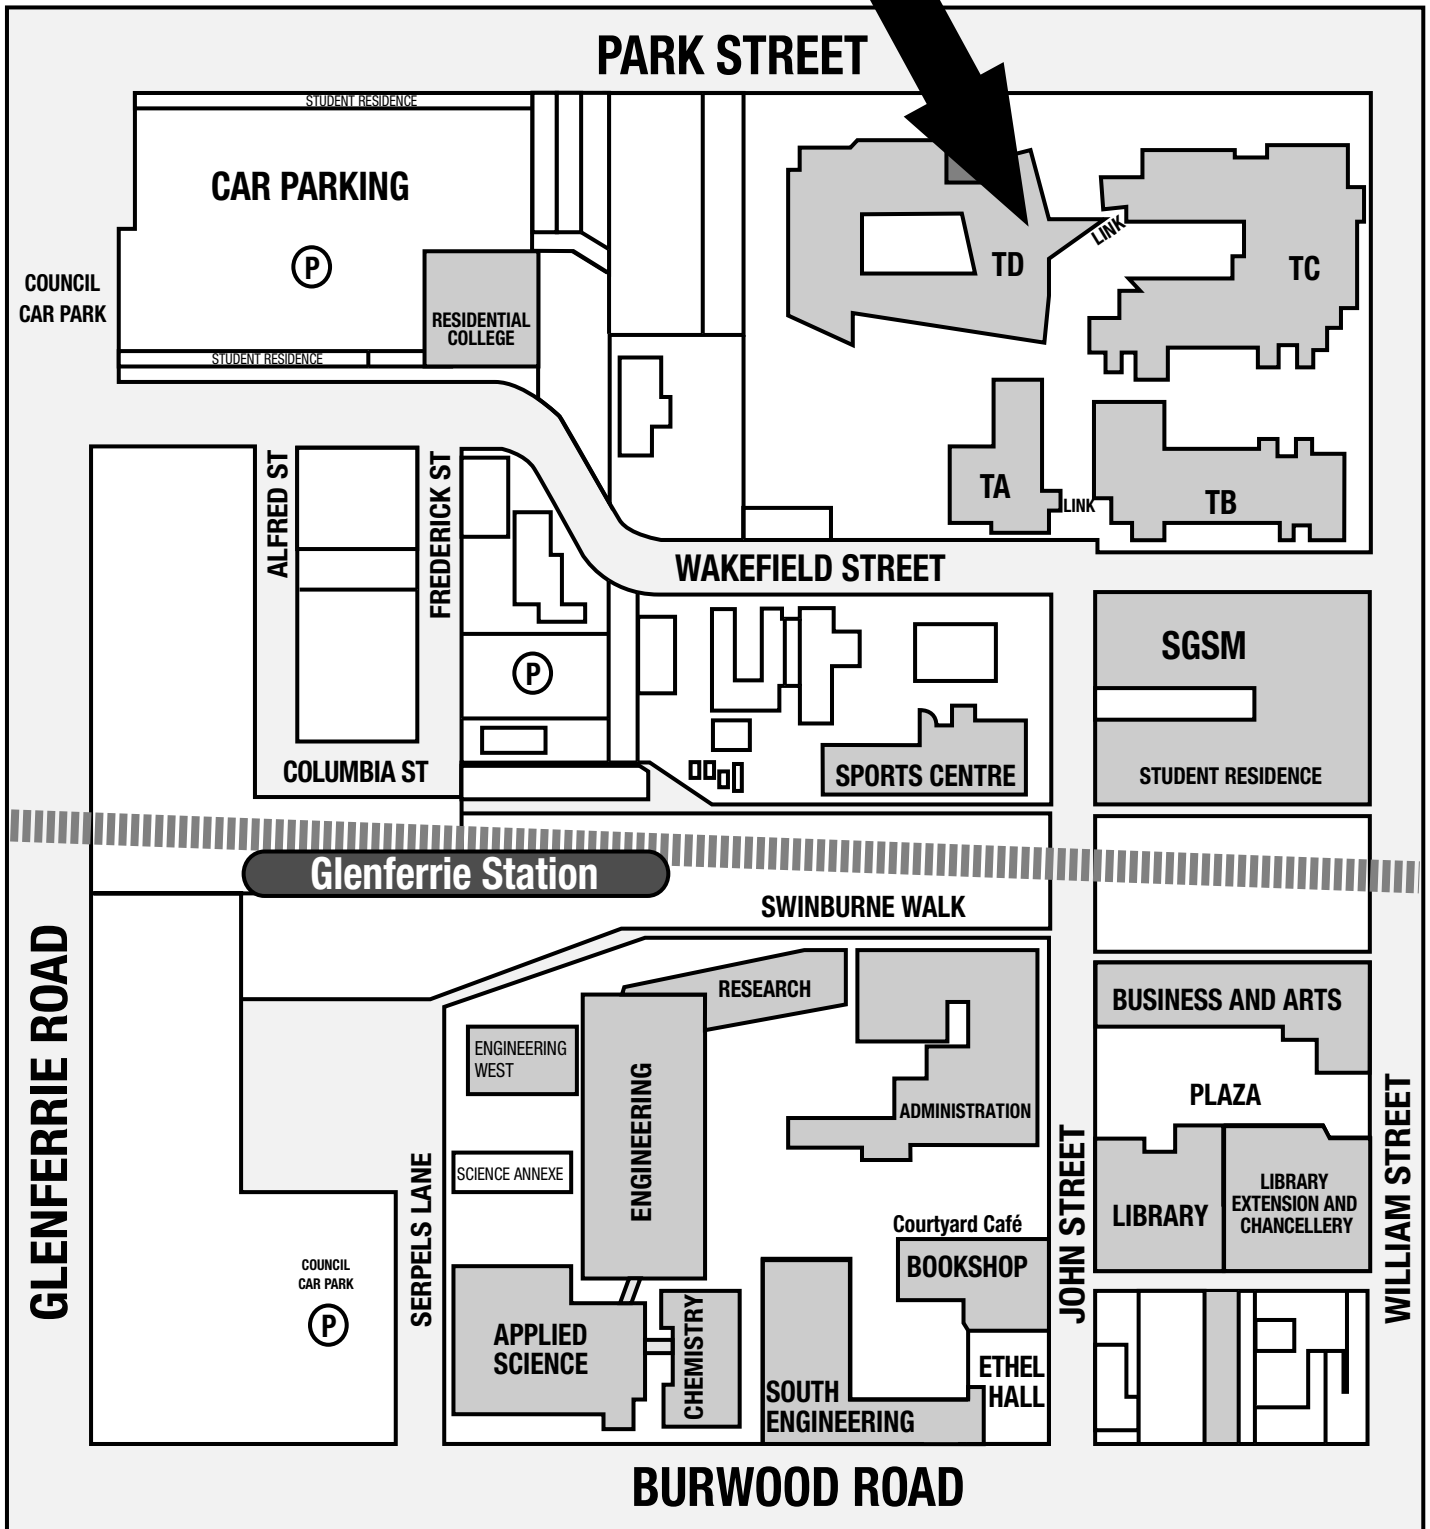 PARK STREET
STUDENT RESIDENCE
CAR PARKING
P
COUNCIL
CAR PARK
RESIDENTIAL
COLLEGE
STUDENT RESIDENCE
TD
LINK
TC
TA
LINK
TB
ALFRED ST
FREDERICK ST
WAKEFIELD STREET
P
SGSM
COLUMBIA ST
SPORTS CENTRE
STUDENT RESIDENCE
Glenferrie Station
SWINBURNE WALK
GLENFERRIE ROAD
RESEARCH
BUSINESS AND ARTS
ENGINEERING
WEST
ENGINEERING
ADMINISTRATION
PLAZA
SCIENCE ANNEXE
SERPELS LANE
JOHN STREET
WILLIAM STREET
LIBRARY
LIBRARY
EXTENSION AND
CHANCELLERY
Courtyard Café
BOOKSHOP
COUNCIL
CAR PARK
P
APPLIED
SCIENCE
CHEMISTRY
SOUTH
ENGINEERING
ETHEL
HALL
BURWOOD ROAD